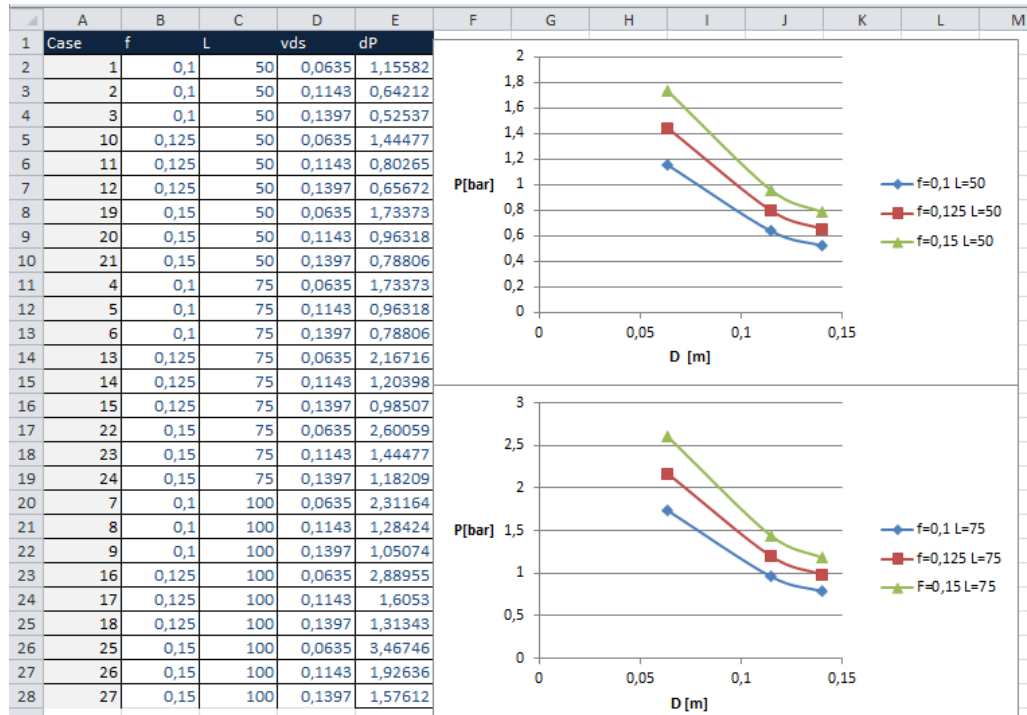 A B C D E F G H I J K L M
1 Case f L vds dP
2 1 0,1 50 0,0635 1,15582
3 2 0,1 50 0,1143 0,64212
4 3 0,1 50 0,1397 0,52537
5 10 0,125 50 0,0635 1,44477
6 11 0,125 50 0,1143 0,80265
7 12 0,125 50 0,1397 0,65672
8 19 0,15 50 0,0635 1,73373
9 20 0,15 50 0,1143 0,96318
10 21 0,15 50 0,1397 0,78806
11 4 0,1 75 0,0635 1,73373
12 5 0,1 75 0,1143 0,96318
13 6 0,1 75 0,1397 0,78806
14 13 0,125 75 0,0635 2,16716
15 14 0,125 75 0,1143 1,20398
16 15 0,125 75 0,1397 0,98507
17 22 0,15 75 0,0635 2,60059
18 23 0,15 75 0,1143 1,44477
19 24 0,15 75 0,1397 1,18209
20 7 0,1 100 0,0635 2,31164
21 8 0,1 100 0,1143 1,28424
22 9 0,1 100 0,1397 1,05074
23 16 0,125 100 0,0635 2,88955
24 17 0,125 100 0,1143 1,6053
25 18 0,125 100 0,1397 1,31343
26 25 0,15 100 0,0635 3,46746
27 26 0,15 100 0,1143 1,92636
28 27 0,15 100 0,1397 1,57612
2
1,8
1,6
1,4
1,2
P[bar] 1
0,8
0,6
0,4
0,2
0
0 0,05 0,1 0,15
D [m]
f=0,1 L=50
f=0,125 L=50
f=0,15 L=50
3
2,5
2
P[bar] 1,5
1
0,5
0
0 0,05 0,1 0,15
D [m]
f=0,1 L=75
f=0,125 L=75
F=0,15 L=75